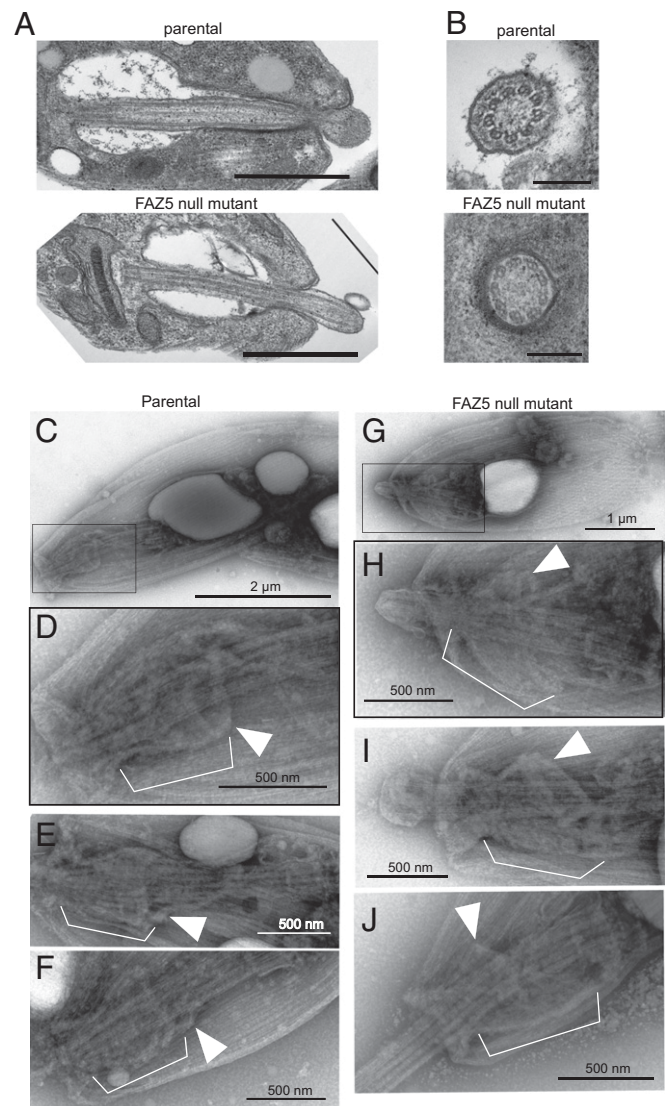 A
parental
FAZ5 null mutant
B
parental
FAZ5 null mutant
Parental
C
2 µm
D
500 nm
E
500 nm
F
500 nm
FAZ5 null mutant
G
1 µm
H
500 nm
I
500 nm
J
500 nm